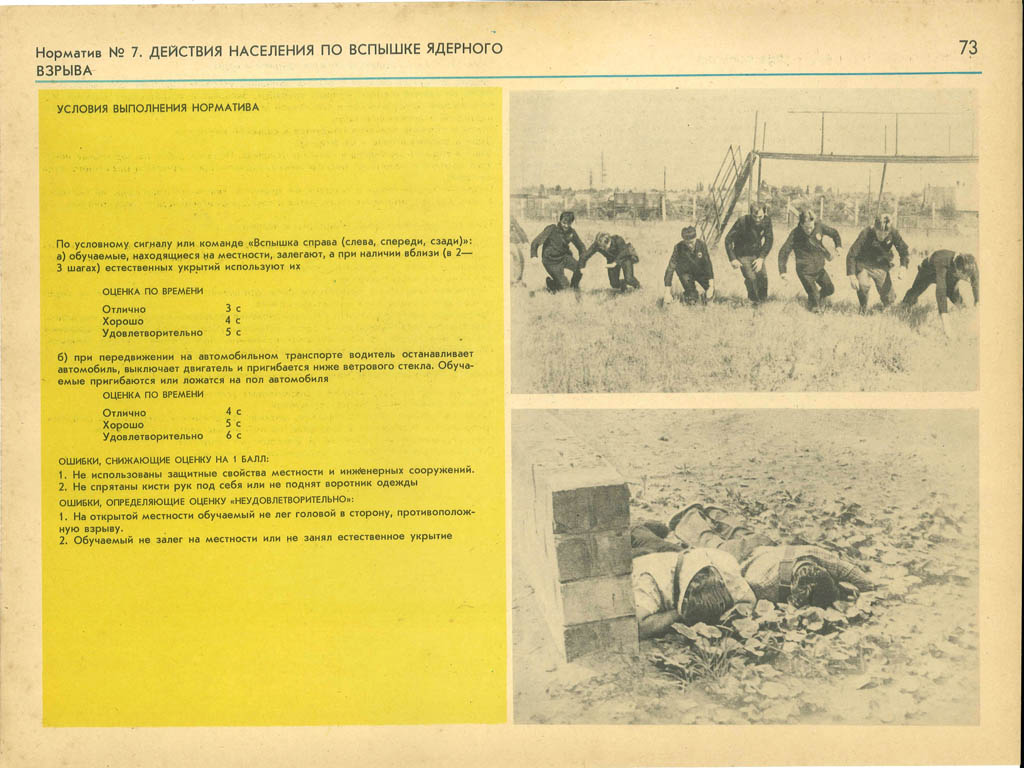 Норматив № 7. ДЕЙСТВИЯ НАСЕЛЕНИЯ ПО ВСПЫШКЕ ЯДЕРНОГО
ВЗРЫВА
73
УСЛОВИЯ ВЫПОЛНЕНИЯ НОРМАТИВА
По условному сигналу или команде «Вспышка справа (слева, спереди, сзади)»:
а) обучаемые, находящиеся на местности, залегают, а при наличии вблизи (в 2—
3 шагах) естественных укрытий используют их
ОЦЕНКА ПО ВРЕМЕНИ
Отлично 3 с
Хорошо 4 с
Удовлетворительно 5 с
б) при передвижении на автомобильном транспорте водитель останавливает
автомобиль, выключает двигатель и пригибается ниже ветрового стекла. Обуча-
емые пригибаются или ложатся на пол автомобиля
ОЦЕНКА ПО ВРЕМЕНИ
Отлично 4 с
Хорошо 5 с
Удовлетворительно 6 с
ОШИБКИ, СНИЖАЮЩИЕ ОЦЕНКУ НА 1 БАЛЛ:
1. Не использованы защитные свойства местности и инженерных сооружений.
2. Не спрятаны кисти рук под себя или не поднят воротник одежды
ОШИБКИ, ОПРЕДЕЛЯЮЩИЕ ОЦЕНКУ «НЕУДОВЛЕТВОРИТЕЛЬНО»:
1. На открытой местности обучаемый не лег головой в сторону, противополож-
ную взрыву.
2. Обучаемый не залег на местности или не занял естественное укрытие